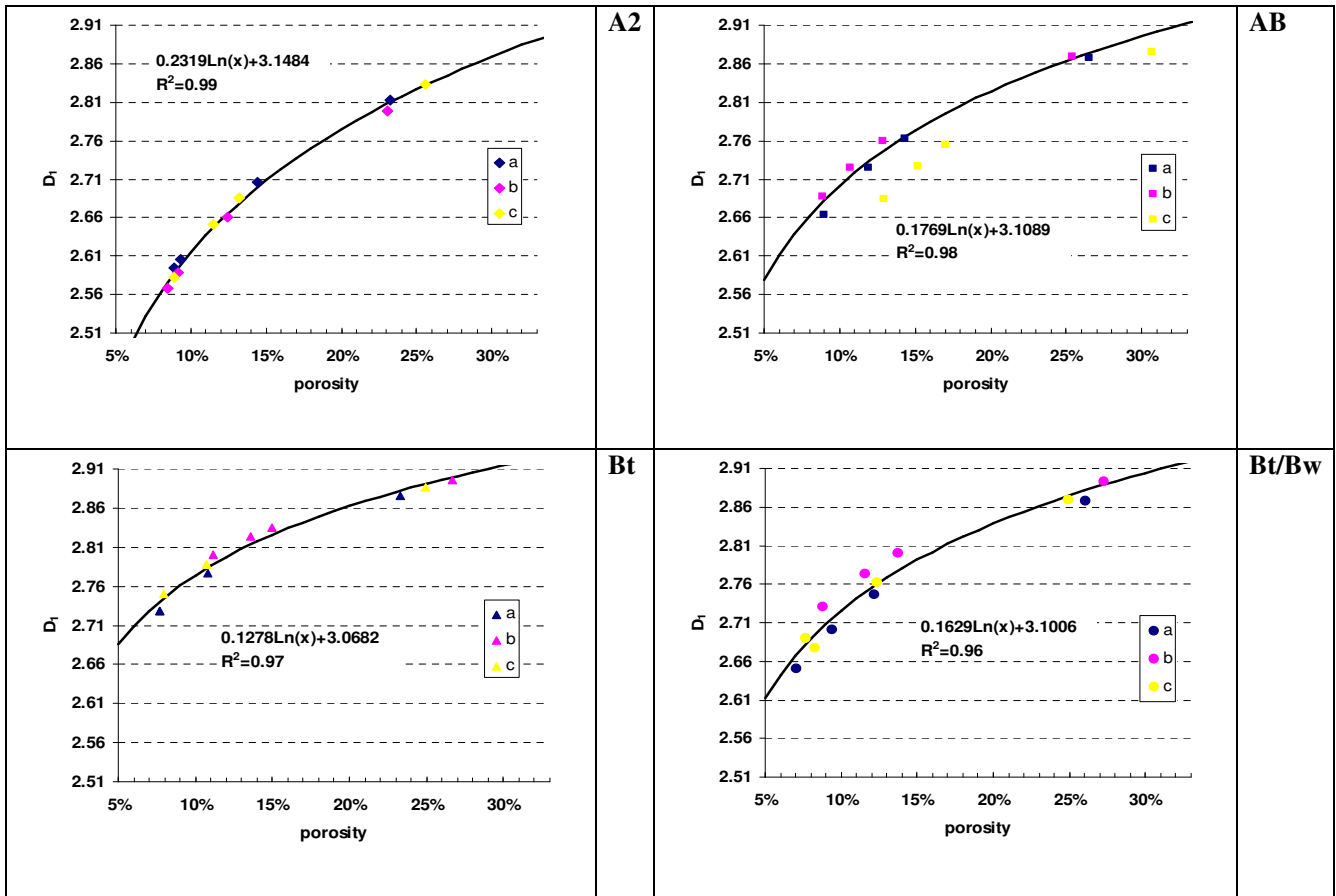 A2
2.91
2.86
2.81
2.76
2.71
2.66
2.61
2.56
2.51
D1
0.2319Ln(x)+3.1484
R²=0.99
a
b
c
5% 10% 15% 20% 25% 30%
porosity
AB
2.91
2.86
2.81
2.76
2.71
2.66
2.61
2.56
2.51
D1
a
b
c
0.1769Ln(x)+3.1089
R²=0.98
5% 10% 15% 20% 25% 30%
porosity
Bt
2.91
2.86
2.81
2.76
2.71
2.66
2.61
2.56
2.51
D1
0.1278Ln(x)+3.0682
R²=0.97
a
b
c
5% 10% 15% 20% 25% 30%
porosity
Bt/Bw
2.91
2.86
2.81
2.76
2.71
2.66
2.61
2.56
2.51
D1
0.1629Ln(x)+3.1006
R²=0.96
a
b
c
5% 10% 15% 20% 25% 30%
porosity